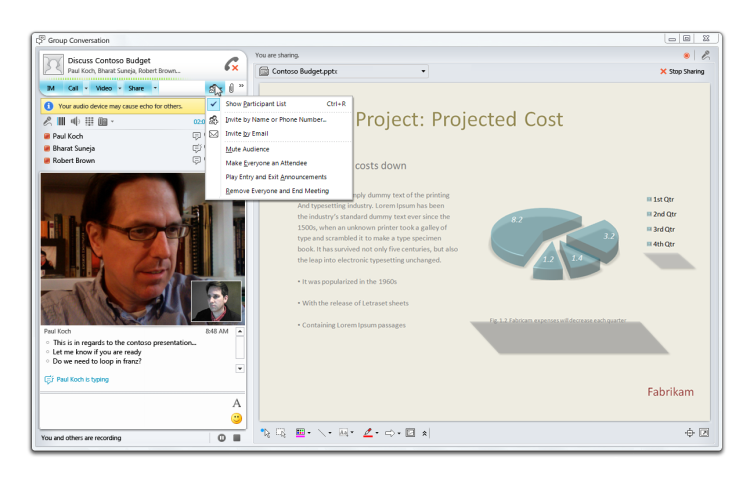 Group Conversation
Discuss Contoso Budget
Paul Koch, Bharat Suneja, Robert Brown...
IM Call Video Share
Your audio device may cause echo for others.
02:0
Paul Koch
Bharat Suneja
Robert Brown
Show Participant List Ctrl+R
Invite by Name or Phone Number...
Invite by Email
Mute Audience
Make Everyone an Attendee
Play Entry and Exit Announcements
Remove Everyone and End Meeting
Paul Koch 8:48 AM
This is in regards to the contoso presentation...
Let me know if you are ready
Do we need to loop in franz?
Paul Koch is typing
A
You and others are recording
You are sharing.
Contoso Budget.pptx
Stop Sharing
Project: Projected Cost
costs down
ply dummy text of the printing
And typesetting industry. Lorem Ipsum has been
the industry's standard dummy text ever since the
1500s, when an unknown printer took a galley of
type and scrambled it to make a type specimen
book. It has survived not only five centuries, but also
the leap into electronic typesetting unchanged.
• It was popularized in the 1960s
• With the release of Letraset sheets
• Containing Lorem Ipsum passages
8.2
3.2
1.4
1.2
1st Qtr
2nd Qtr
3rd Qtr
4th Qtr
Fig 1.2 Fabricam expenses will decrease each quarter
Fabrikam